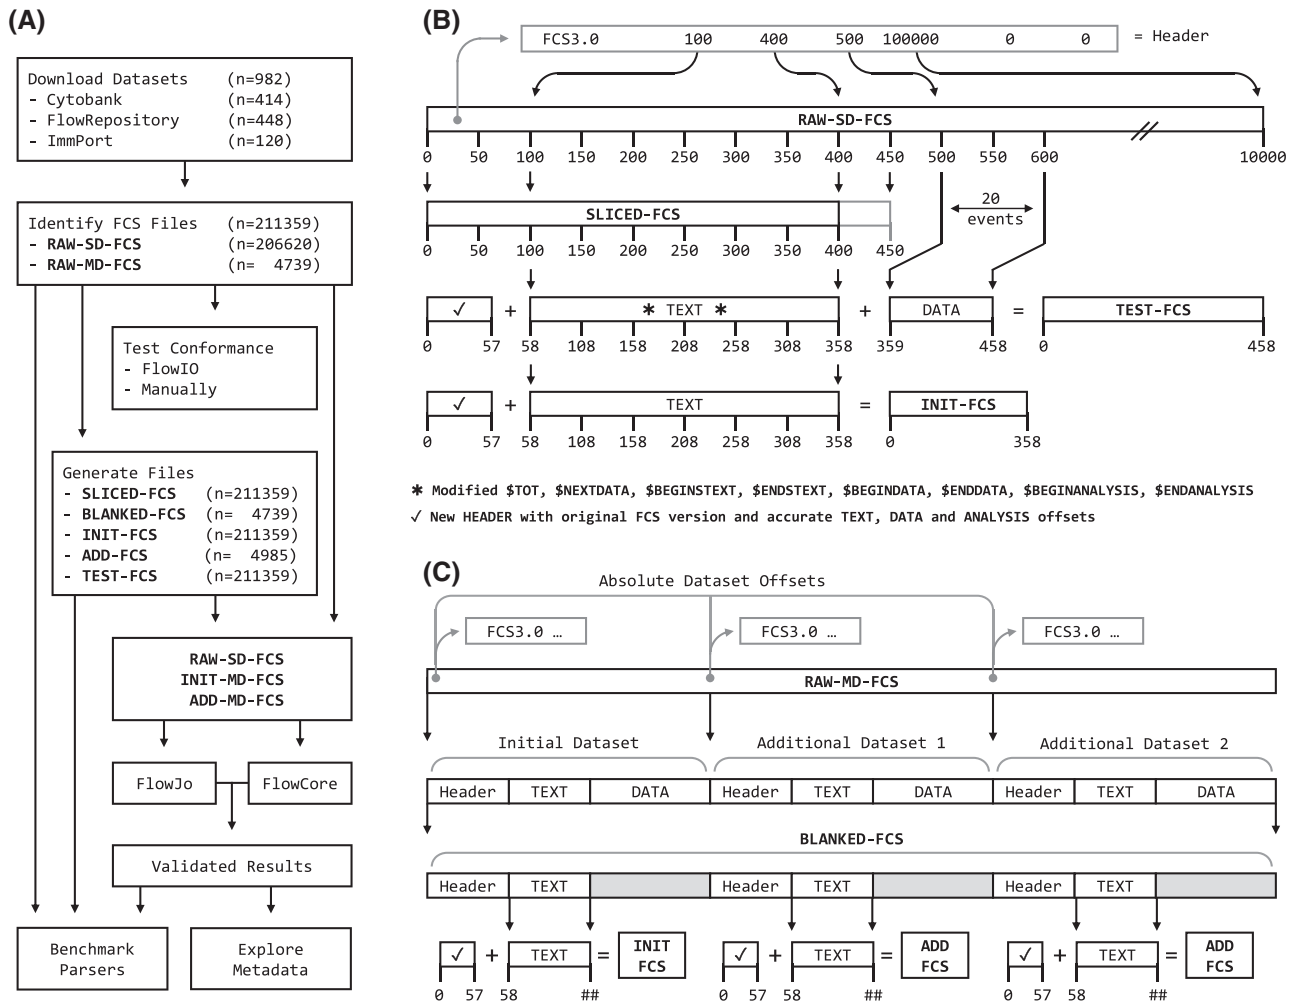 (A)
Download Datasets (n=982)
- Cytobank (n=414)
- FlowRepository (n=448)
- ImmPort (n=120)
Identify FCS Files (n=211359)
- RAW-SD-FCS (n=206620)
- RAW-MD-FCS (n= 4739)
Test Conformance
- FlowIO
- Manually
Generate Files
- SLICED-FCS (n=211359)
- BLANKED-FCS (n= 4739)
- INIT-FCS (n=211359)
- ADD-FCS (n= 4985)
- TEST-FCS (n=211359)
RAW-SD-FCS
INIT-MD-FCS
ADD-MD-FCS
FlowJo FlowCore
Validated Results
Benchmark
Parsers
Explore
Metadata
(B)
FCS3.0 100 400 500 100000 0 0 = Header
RAW-SD-FCS
0 50 100 150 200 250 300 350 400 450 500 550 600 10000
SLICED-FCS
0 50 100 150 200 250 300 350 400 450
20
events
✓ + * TEXT * + DATA = TEST-FCS
0 57 58 108 158 208 258 308 358 359 458 0 458
✓ + TEXT = INIT-FCS
0 57 58 108 158 208 258 308 358 0 358
* Modified $TOT, $NEXTDATA, $BEGINSTEXT, $ENDSTEXT, $BEGINDATA, $ENDDATA, $BEGINANALYSIS, $ENDANALYSIS
✓ New HEADER with original FCS version and accurate TEXT, DATA and ANALYSIS offsets
(C)
Absolute Dataset Offsets
FCS3.0 … FCS3.0 … FCS3.0 …
RAW-MD-FCS
Initial Dataset Additional Dataset 1 Additional Dataset 2
Header TEXT DATA Header TEXT DATA Header TEXT DATA
BLANKED-FCS
Header TEXT Header TEXT Header TEXT
✓ + TEXT = INIT FCS ✓ + TEXT = ADD FCS ✓ + TEXT = ADD FCS
0 57 58 ## 0 57 58 ## 0 57 58 ##